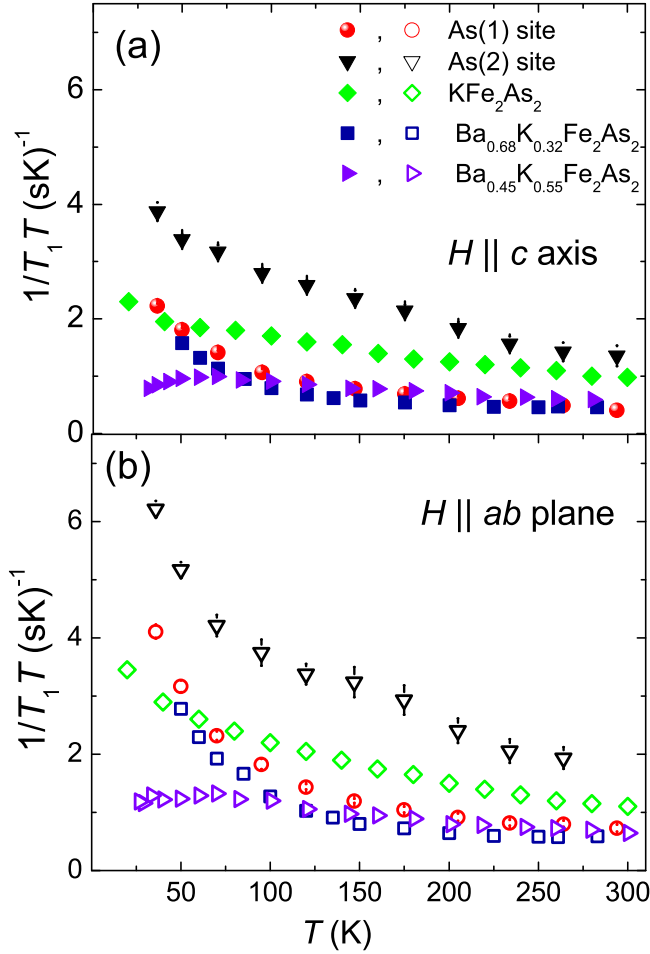 (a)
, As(1) site
, As(2) site
KFe₂As₂
, Ba₀.₆₈K₀.₃₂Fe₂As₂
, Ba₀.₄₅K₀.₅₅Fe₂As₂
H || c axis
1/T₁T (sK)⁻¹
6
4
2
0
(b)
H || ab plane
1/T₁T (sK)⁻¹
6
4
2
0
50 100 150 200 250 300
T (K)